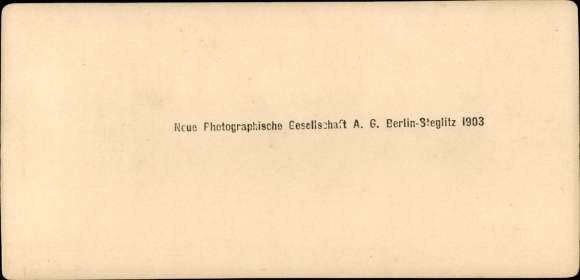 Neue Photographische Gesellschaft A. G. Berlin-Steglitz 1903